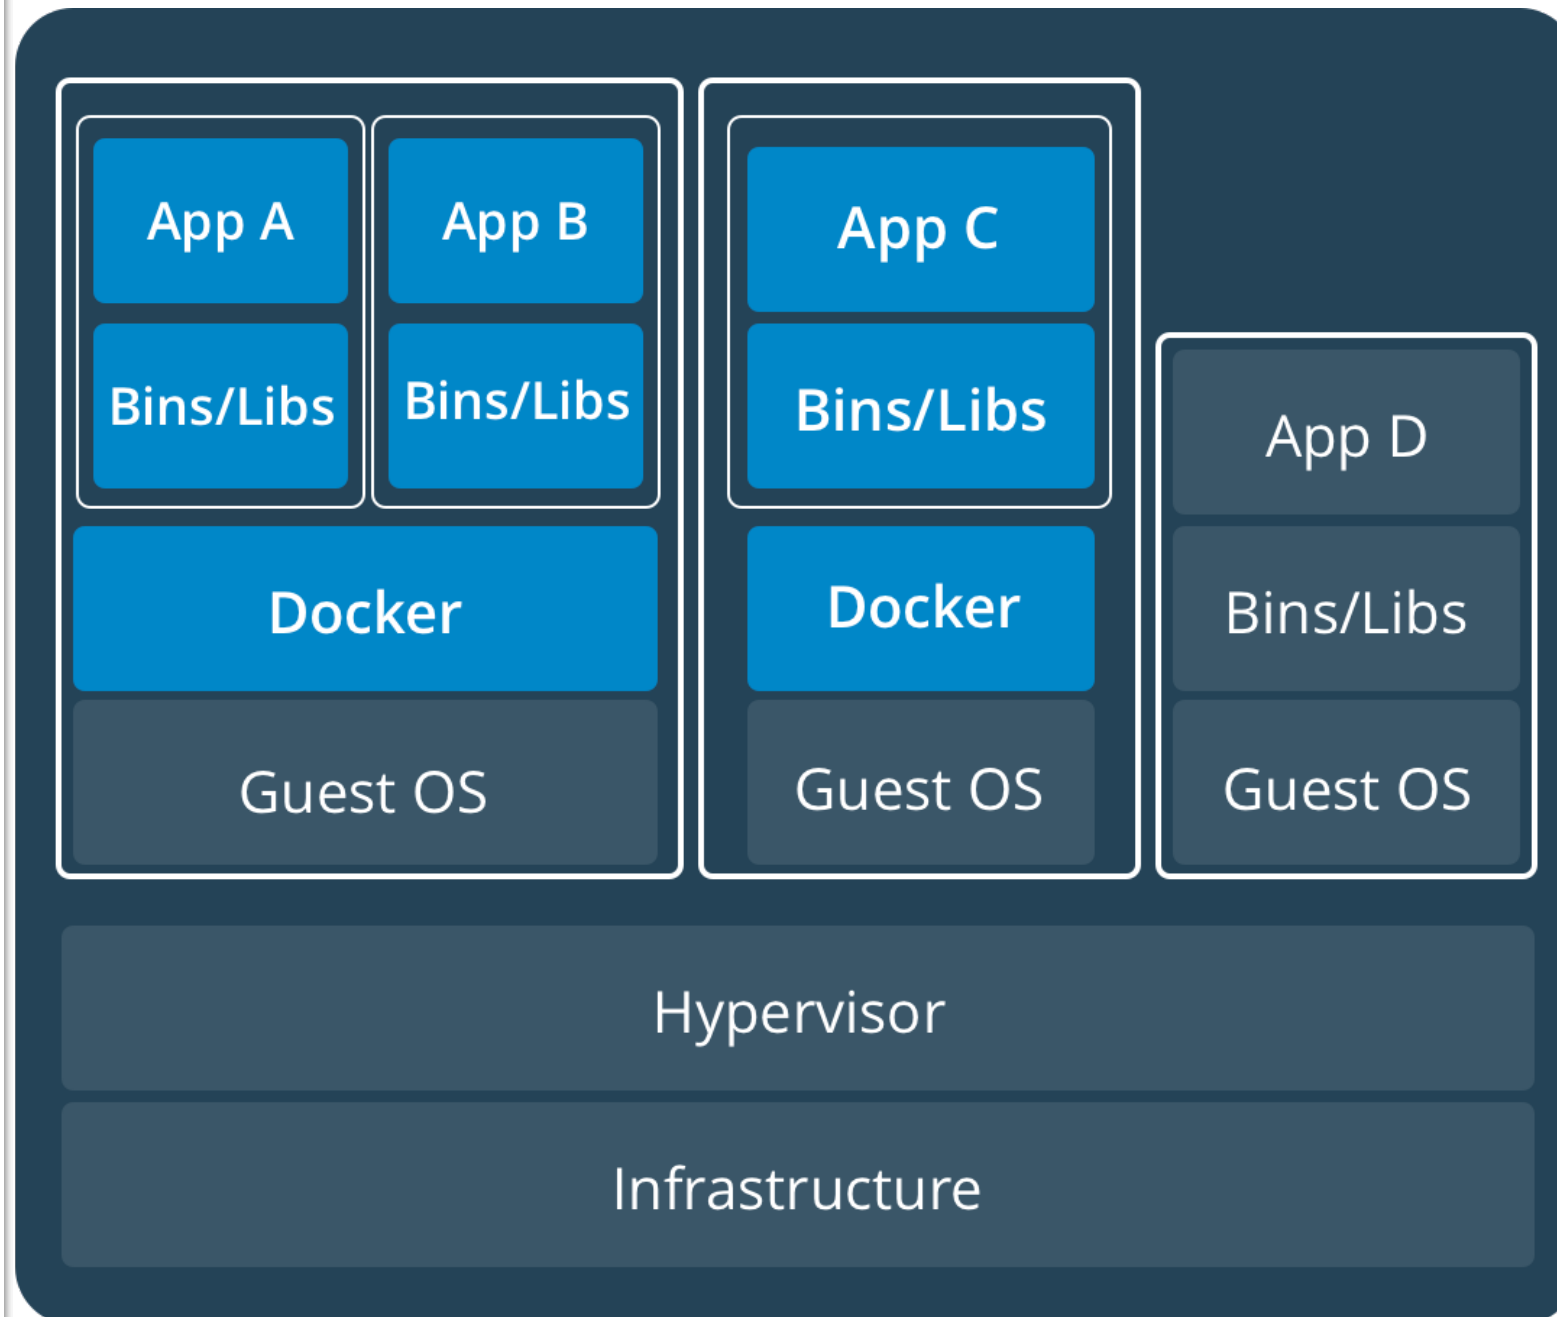 App A
Bins/Libs
App B
Bins/Libs
Docker
Guest OS
App C
Bins/Libs
Docker
Guest OS
App D
Bins/Libs
Guest OS
Hypervisor
Infrastructure